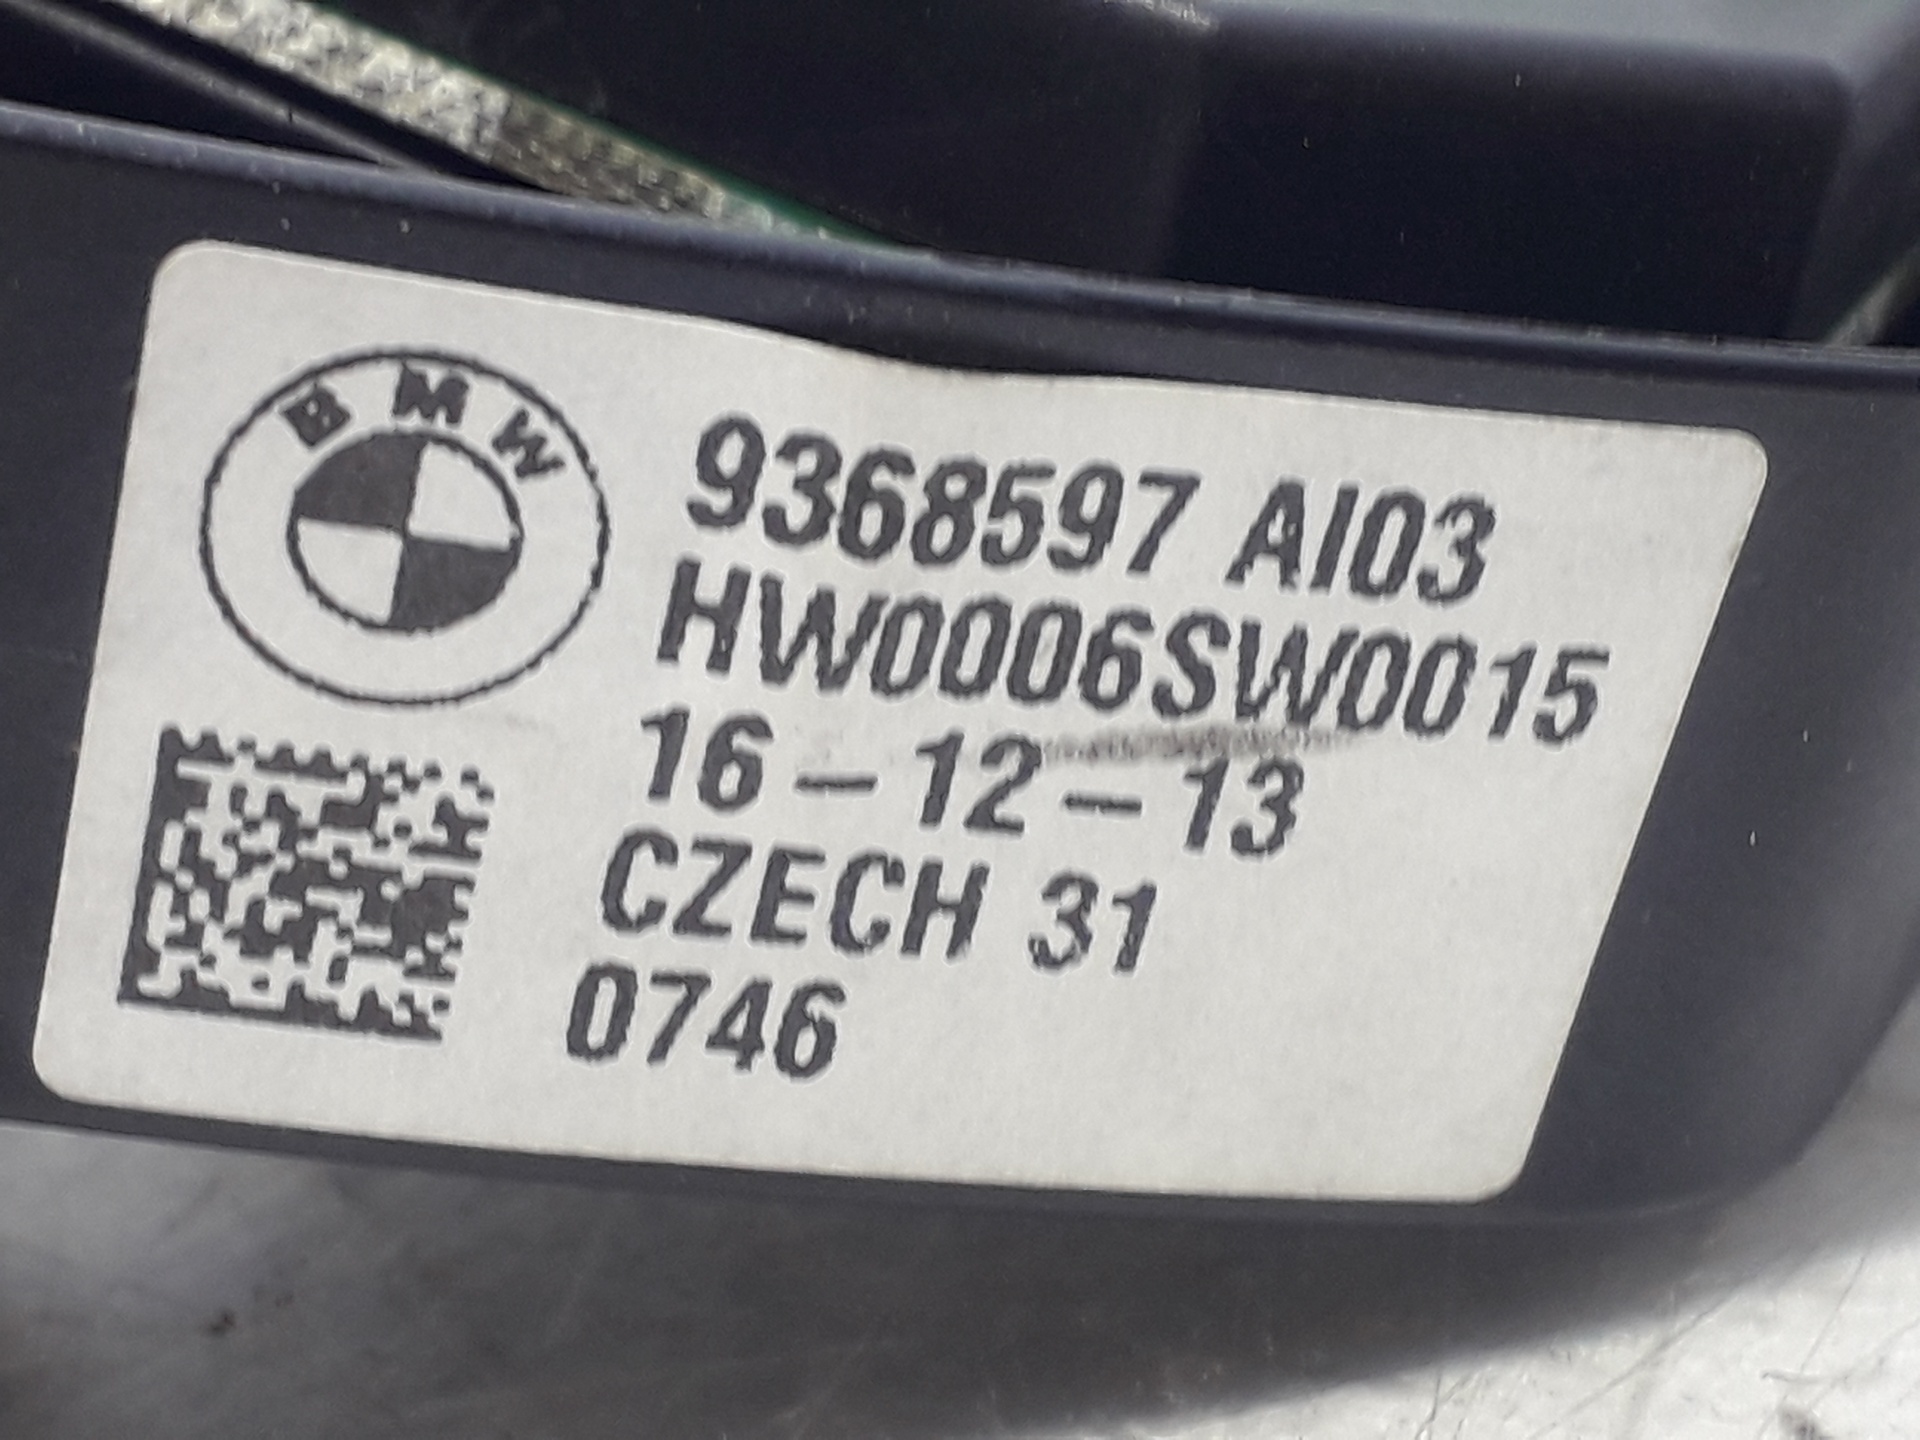 BMW
9368597 AI03
HW0006SW0015
16-12-13
CZECH 31
0746